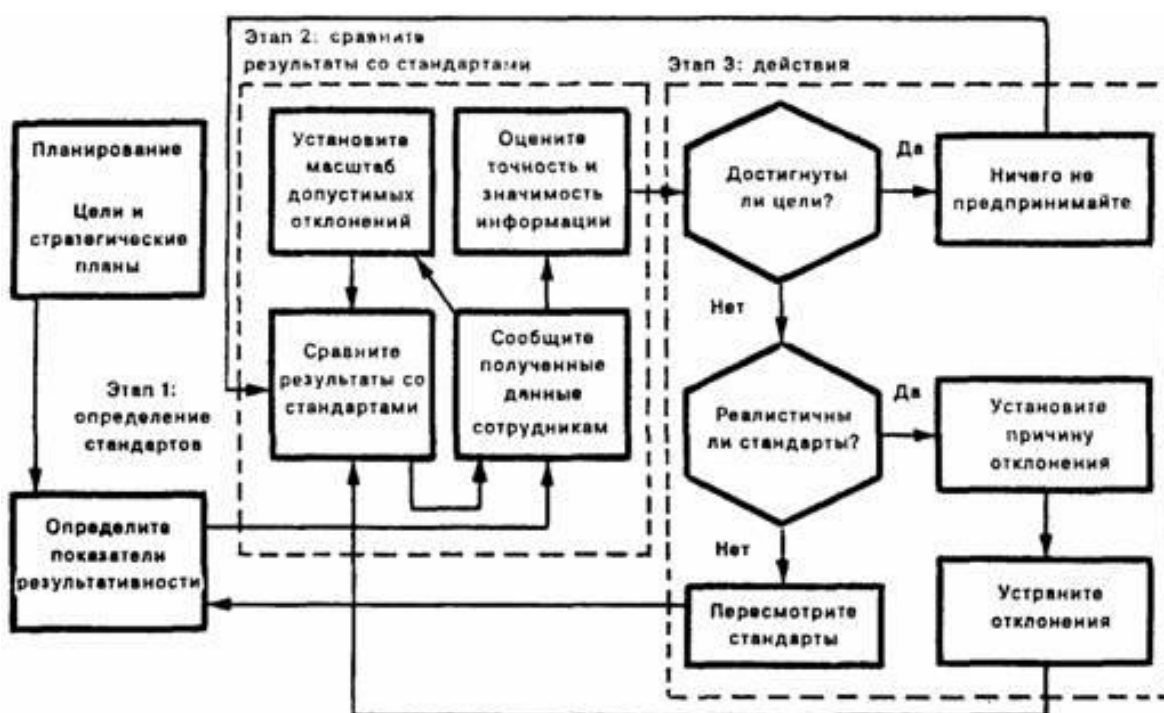 Этап 2: сравните
результаты со стандартами
Этап 3: действия
Планирование
Цели и
стратегические
планы
Установите
масштаб
допустимых
отклонений
Оцените
точность и
значимость
информации
Достигнуты
ли цели?
Да
Ничего не
предпринимайте
Нет
Этап 1:
определение
стандартов
Сравните
результаты со
стандартами
Сообщите
полученные
данные
сотрудникам
Реалистичны
ли стандарты?
Да
Установите
причину
отклонения
Определите
показатели
результативности
Нет
Пересмотрите
стандарты
Устраните
отклонения